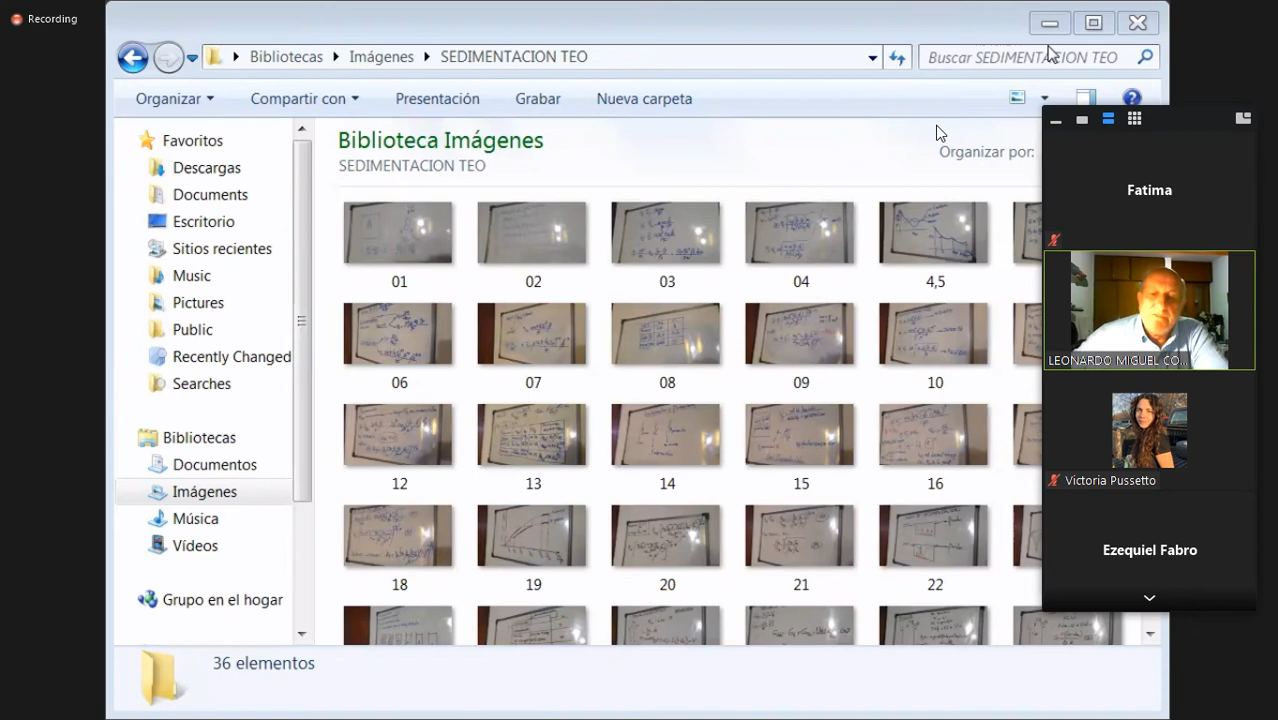 Recording
Bibliotecas Imágenes SEDIMENTACION TEO
Buscar SEDIMENTACION TEO
Organizar Compartir con Presentación Grabar Nueva carpeta
Favoritos
Descargas
Documents
Escritorio
Sitios recientes
Music
Pictures
Public
Recently Changed
Searches
Bibliotecas
Documentos
Imágenes
Música
Vídeos
Grupo en el hogar
Biblioteca Imágenes
SEDIMENTACION TEO
Organizar por:
01 02 03 04 4,5
06 07 08 09 10
12 13 14 15 16
18 19 20 21 22
36 elementos
Fatima
LEONARDO MIGUEL CO...
Victoria Pussetto
Ezequiel Fabro